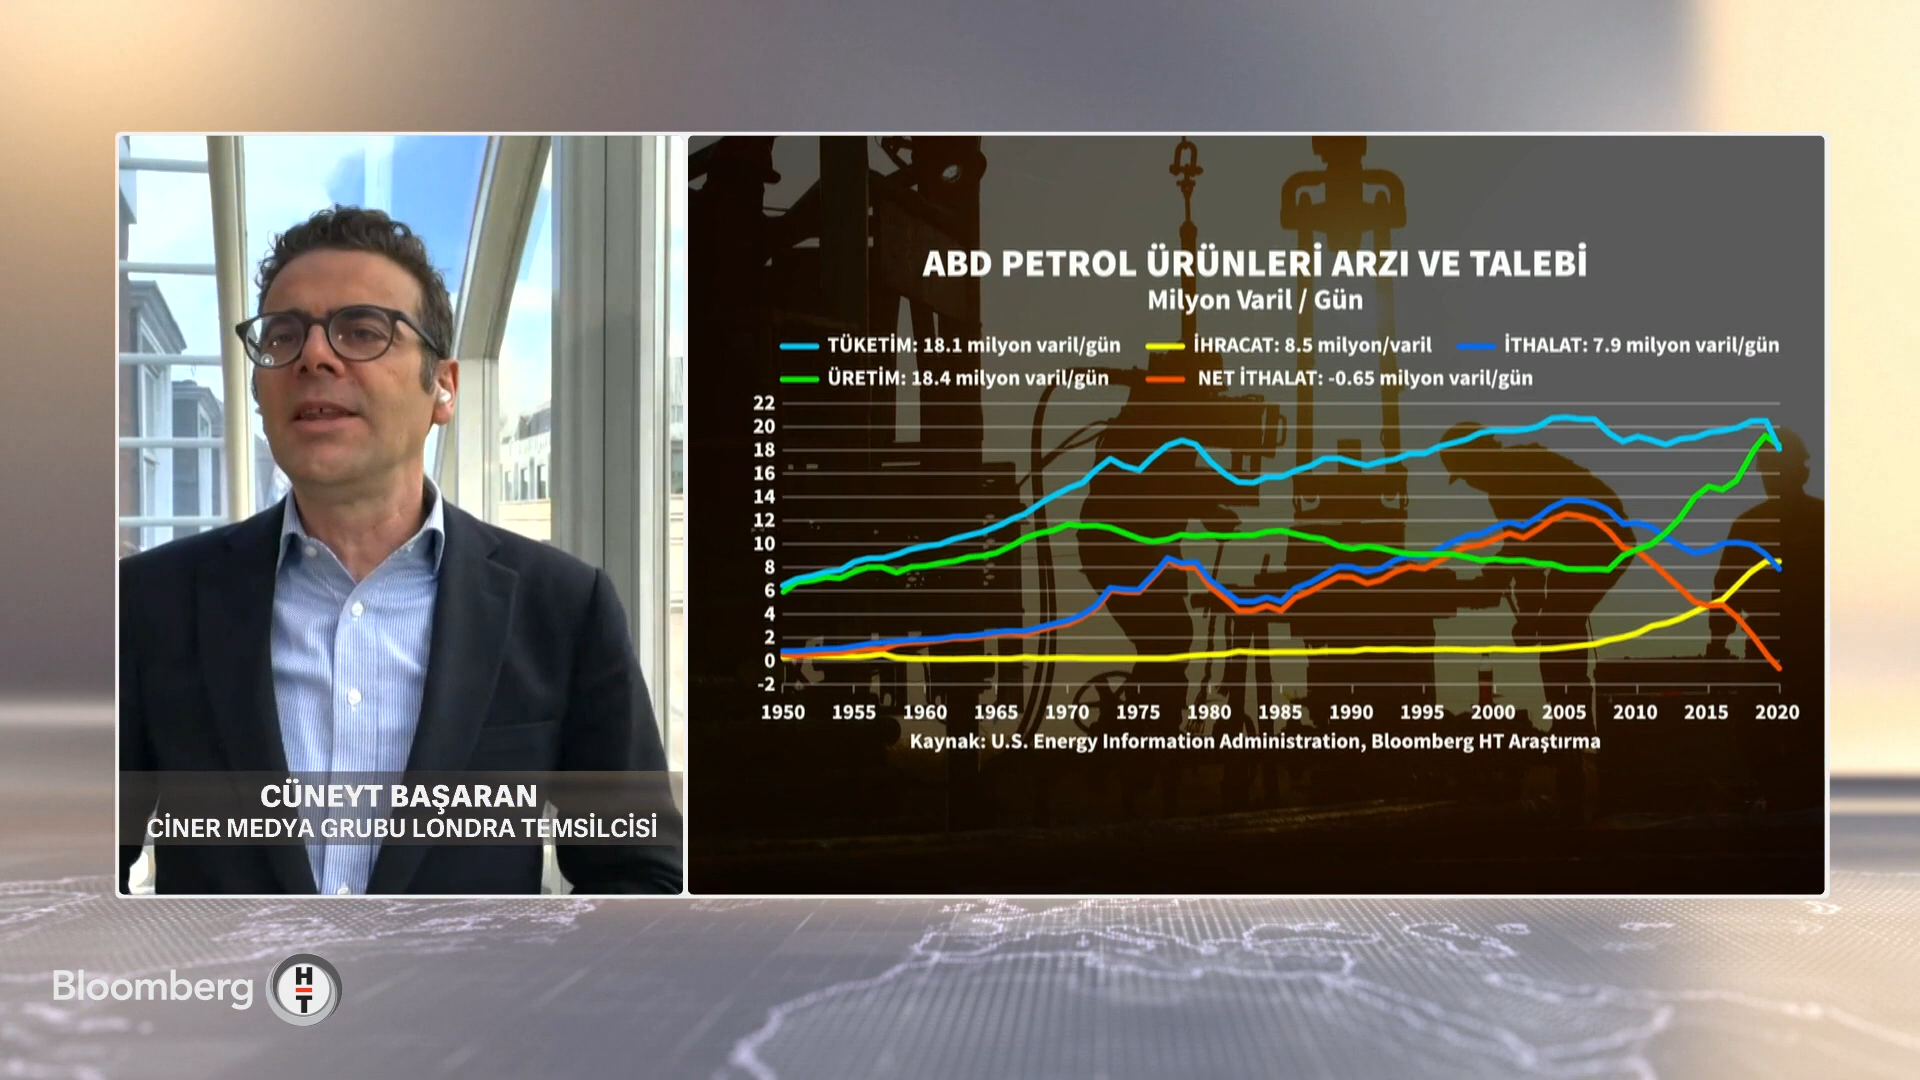 ABD PETROL ÜRÜNLERİ ARZI VE TALEBİ
Milyon Varil / Gün
TÜKETİM: 18.1 milyon varil/gün İHRACAT: 8.5 milyon/varil İTHALAT: 7.9 milyon varil/gün
ÜRETİM: 18.4 milyon varil/gün NET İTHALAT: -0.65 milyon varil/gün
22
20
18
16
14
12
10
8
6
4
2
0
-2
1950 1955 1960 1965 1970 1975 1980 1985 1990 1995 2000 2005 2010 2015 2020
Kaynak: U.S. Energy Information Administration, Bloomberg HT Araştırma
CÜNEYT BAŞARAN
CİNER MEDYA GRUBU LONDRA TEMSİLCİSİ
Bloomberg HT